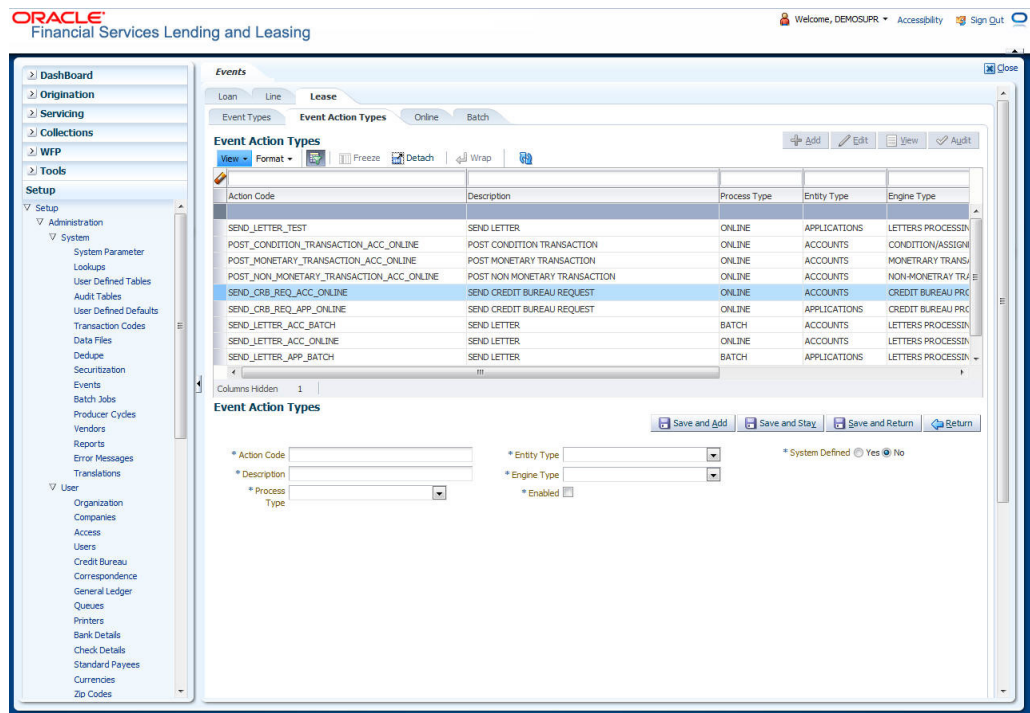 ORACLE
Financial Services Lending and Leasing
Welcome, DEMOSUPR Accessibility Sign Out
Close
DashBoard
Origination
Servicing
Collections
WFP
Tools
Setup
Setup
Administration
System
System Parameter
Lookups
User Defined Tables
Audit Tables
User Defined Defaults
Transaction Codes
Data Files
Dedupe
Securitization
Events
Batch Jobs
Producer Cycles
Vendors
Reports
Error Messages
Translations
User
Organization
Companies
Access
Users
Credit Bureau
Correspondence
General Ledger
Queues
Printers
Bank Details
Check Details
Standard Payees
Currencies
Zip Codes
Events
Loan Line Lease
Event Types Event Action Types Online Batch
Event Action Types
Add Edit View Audit
View Format Freeze Detach Wrap
Action Code Description Process Type Entity Type Engine Type
SEND_LETTER_TEST SEND LETTER ONLINE APPLICATIONS LETTERS PROCESSIN
POST_CONDITION_TRANSACTION_ACC_ONLINE POST CONDITION TRANSACTION ONLINE ACCOUNTS CONDITION/ASSIGN
POST_MONETARY_TRANSACTION_ACC_ONLINE POST MONETARY TRANSACTION ONLINE ACCOUNTS MONETRARY TRANSA
POST_NON_MONETARY_TRANSACTION_ACC_ONLINE POST NON MONETARY TRANSACTION ONLINE ACCOUNTS NON-MONETRAY TRA
SEND_CRB_REQ_ACC_ONLINE SEND CREDIT BUREAU REQUEST ONLINE ACCOUNTS CREDIT BUREAU PRO
SEND_CRB_REQ_APP_ONLINE SEND CREDIT BUREAU REQUEST ONLINE APPLICATIONS CREDIT BUREAU PRO
SEND_LETTER_ACC_BATCH SEND LETTER BATCH ACCOUNTS LETTERS PROCESSIN
SEND_LETTER_ACC_ONLINE SEND LETTER ONLINE ACCOUNTS LETTERS PROCESSIN
SEND_LETTER_APP_BATCH SEND LETTER BATCH APPLICATIONS LETTERS PROCESSIN
Columns Hidden 1
Event Action Types
Save and Add Save and Stay Save and Return Return
* Action Code * Entity Type * System Defined Yes No
* Description * Engine Type
* Process Type * Enabled